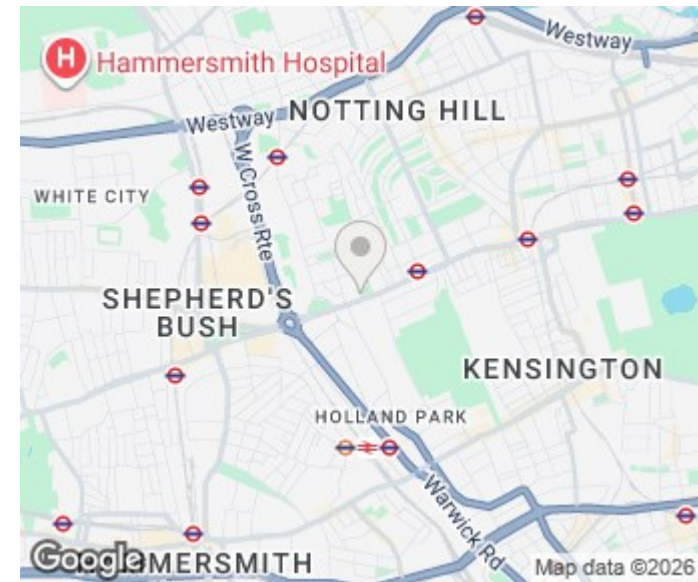 Westway
H
Hammersmith Hospital
Westway
NOTTING HILL
W Cross Rte
WHITE CITY
SHEPHERD'S
BUSH
KENSINGTON
HOLLAND PARK
Warwick Rd
Google
MMERSMITH
Map data ©2026